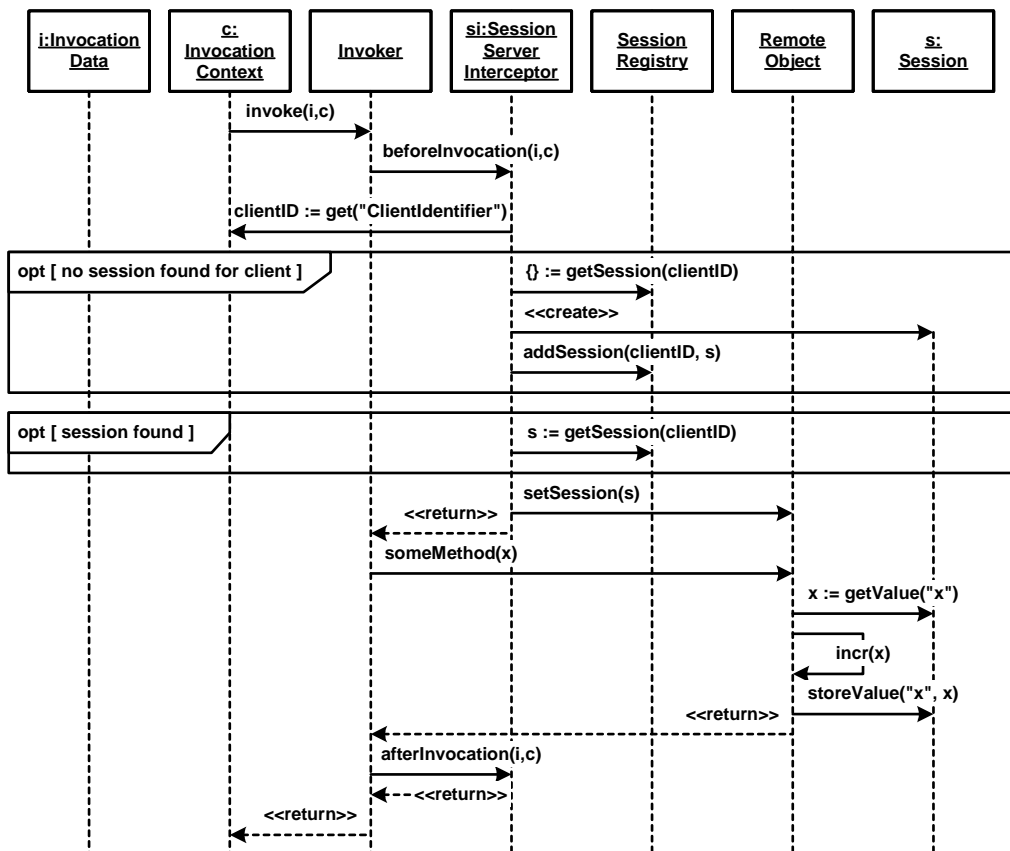 i:Invocation
Data
c:
Invocation
Context
Invoker
si:Session
Server
Interceptor
Session
Registry
Remote
Object
s:
Session
invoke(i,c)
beforeInvocation(i,c)
clientID := get("ClientIdentifier")
opt [ no session found for client ]
{} := getSession(clientID)
<<create>>
addSession(clientID, s)
opt [ session found ]
s := getSession(clientID)
setSession(s)
<<return>>
someMethod(x)
x := getValue("x")
incr(x)
storeValue("x", x)
<<return>>
afterInvocation(i,c)
<<return>>
<<return>>